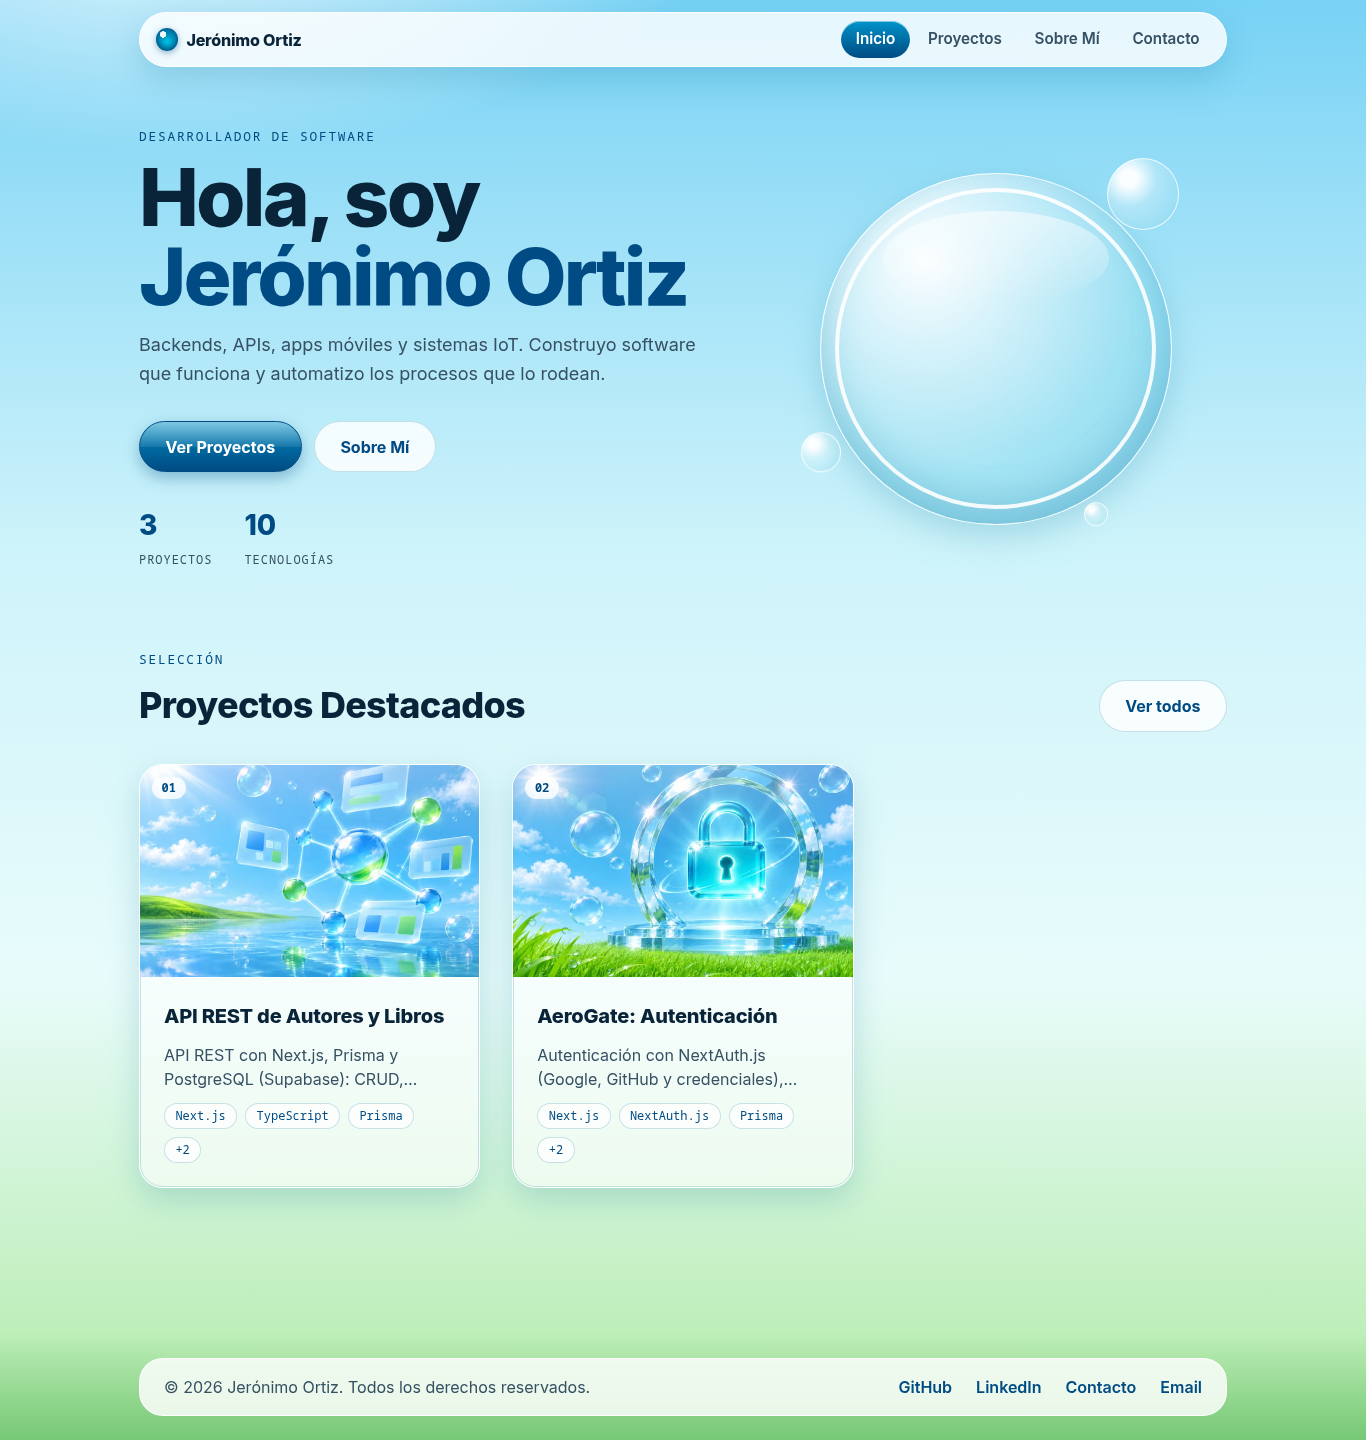 Jerónimo Ortiz
Inicio
Proyectos
Sobre Mí
Contacto
DESARROLLADOR DE SOFTWARE
Hola, soy
Jerónimo Ortiz
Backends, APIs, apps móviles y sistemas IoT. Construyo software
que funciona y automatizo los procesos que lo rodean.
Ver Proyectos
Sobre Mí
3
PROYECTOS
10
TECNOLOGÍAS
SELECCIÓN
Proyectos Destacados
Ver todos
01
API REST de Autores y Libros
API REST con Next.js, Prisma y
PostgreSQL (Supabase): CRUD,...
Next.js
TypeScript
Prisma
+2
02
AeroGate: Autenticación
Autenticación con NextAuth.js
(Google, GitHub y credenciales),...
Next.js
NextAuth.js
Prisma
+2
© 2026 Jerónimo Ortiz. Todos los derechos reservados.
GitHub
LinkedIn
Contacto
Email